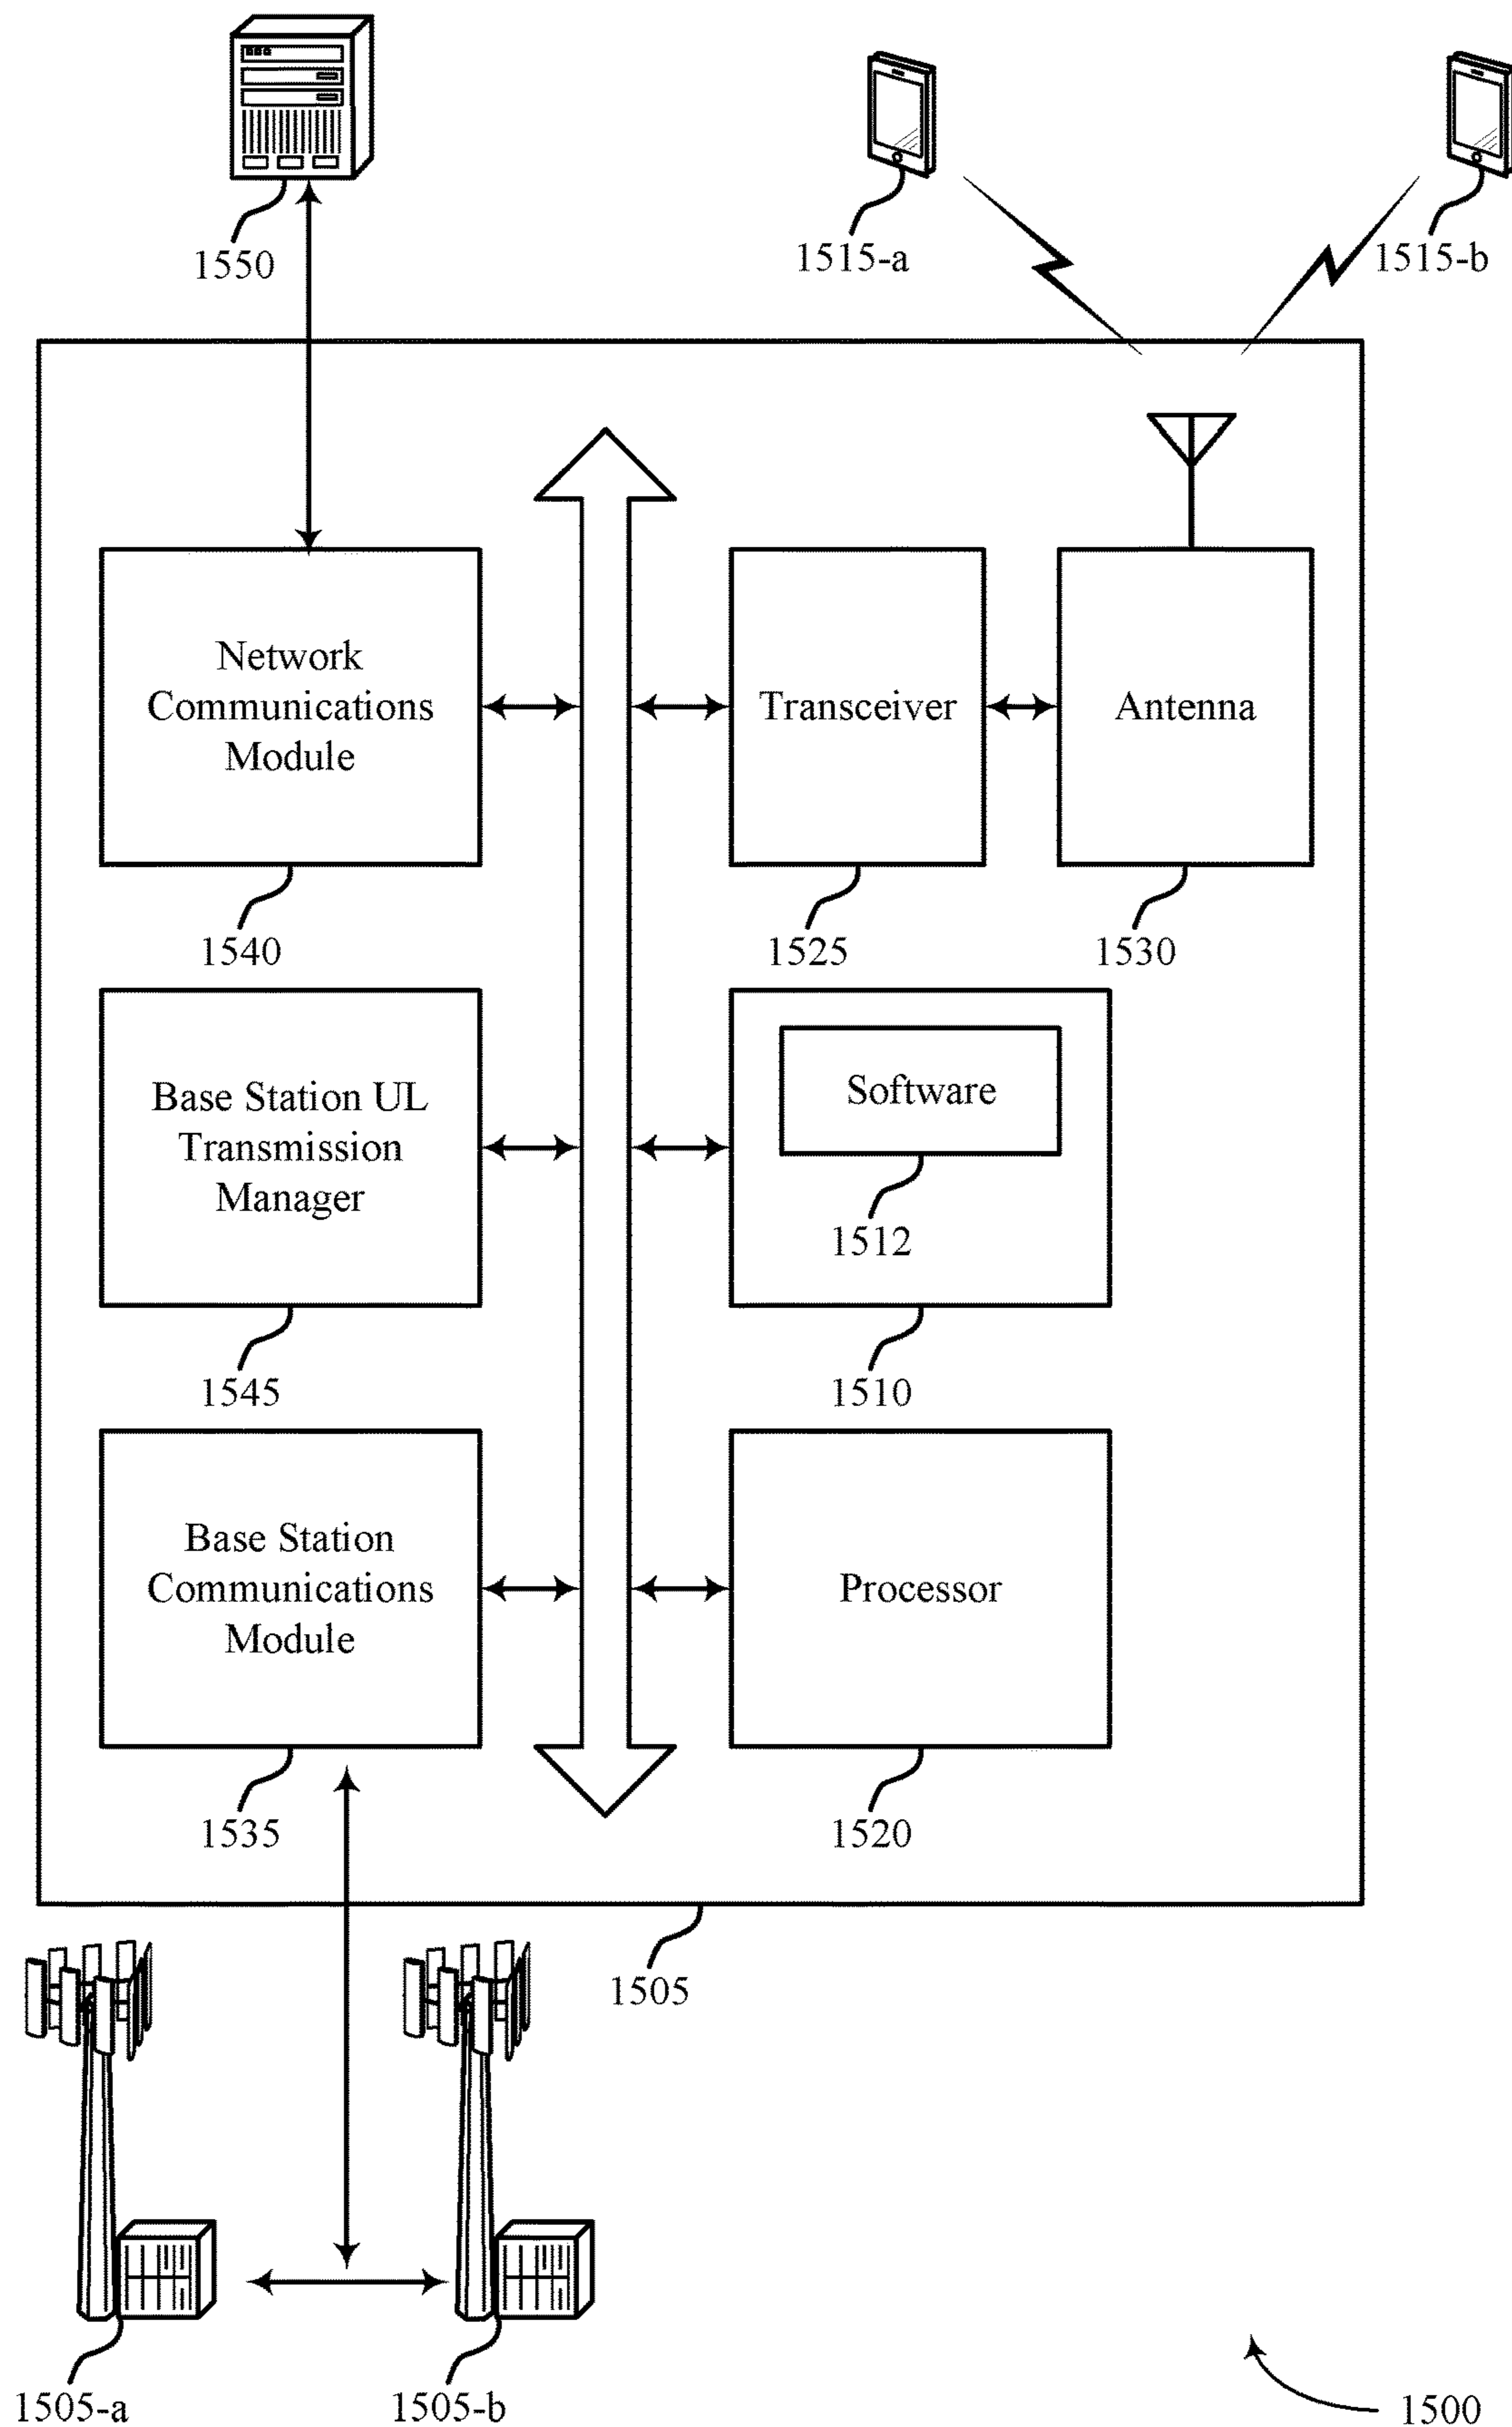 1550
1515-a
1515-b
Network
Communications
Module
Transceiver
Antenna
1540
1525
1530
Base Station UL
Transmission
Manager
Software
1512
1545
1510
Base Station
Communications
Module
Processor
1535
1520
1505
1505-a
1505-b
1500